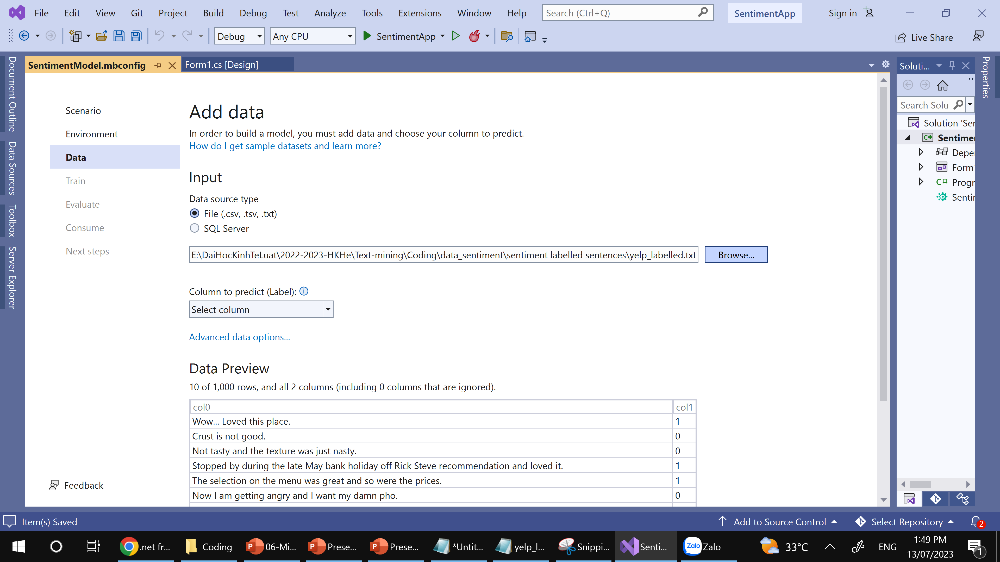 File Edit View Git Project Build Debug Test Analyze Tools Extensions Window Help Search (Ctrl+Q) SentimentApp Sign in
Debug Any CPU SentimentApp Live Share
SentimentModel.mbconfig Form1.cs [Design] Soluti...
Document Outline
Data Sources
Toolbox
Server Explorer
Scenario
Environment
Data
Train
Evaluate
Consume
Next steps
Feedback
Add data
In order to build a model, you must add data and choose your column to predict.
How do I get sample datasets and learn more?
Input
Data source type
File (.csv, .tsv, .txt)
SQL Server
E:\DaiHocKinhTeLuat\2022-2023-HKHe\Text-mining\Coding\data_sentiment\sentiment labelled sentences\yelp_labelled.txt Browse...
Column to predict (Label):
Select column
Advanced data options...
Data Preview
10 of 1,000 rows, and all 2 columns (including 0 columns that are ignored).
col0 col1
Wow... Loved this place. 1
Crust is not good. 0
Not tasty and the texture was just nasty. 0
Stopped by during the late May bank holiday off Rick Steve recommendation and loved it. 1
The selection on the menu was great and so were the prices. 1
Now I am getting angry and I want my damn pho. 0
Search Solu
Solution 'Ser
Sentimer
Deper
Form
C# Progr
Sentir
Properties
Item(s) Saved Add to Source Control Select Repository 2
.net fr... Coding 06-Mi... Prese... Prese... *Untit... yelp_l... Snippi... Senti... Zalo Zalo 33°C ENG 1:49 PM
13/07/2023 1